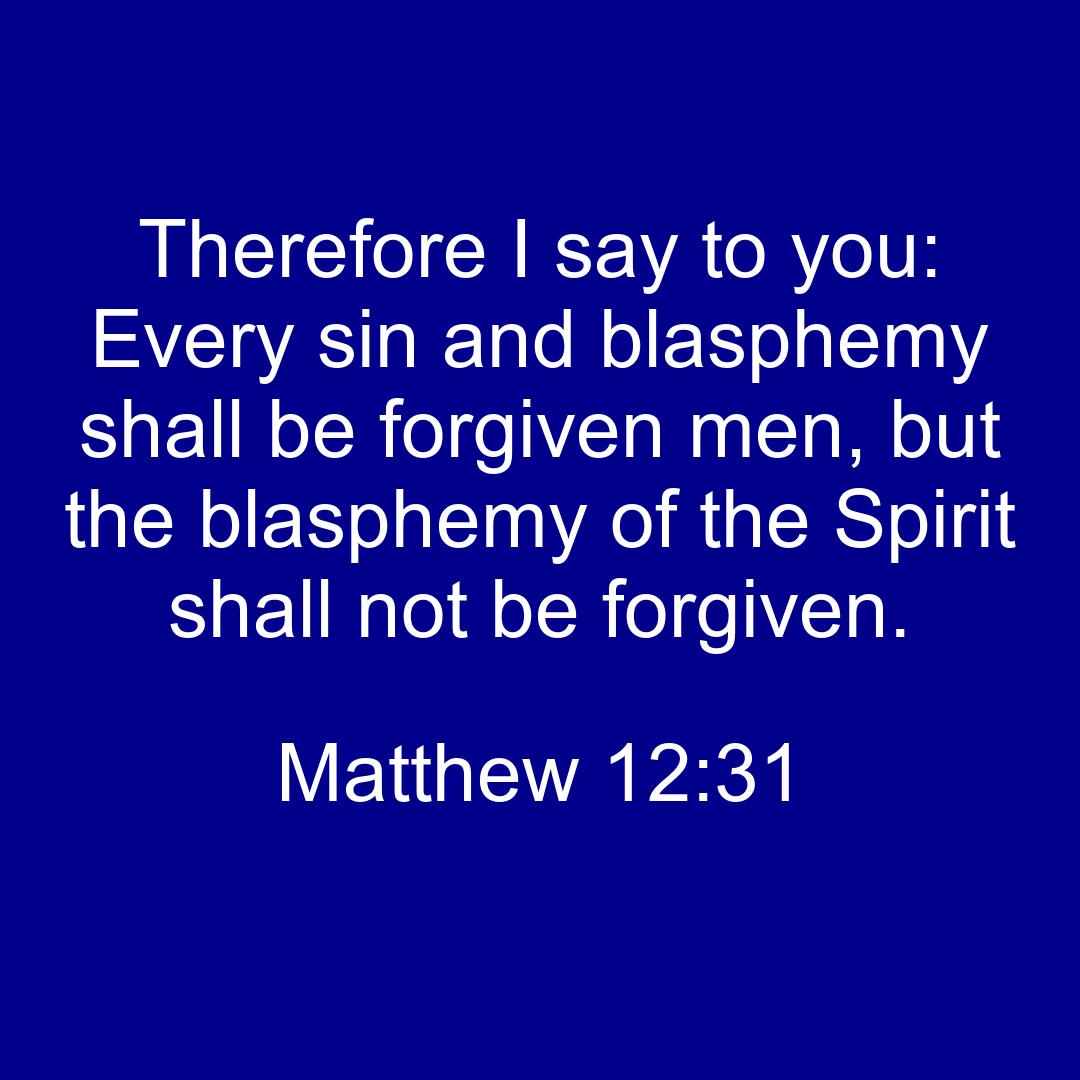 Therefore I say to you:
Every sin and blasphemy
shall be forgiven men, but
the blasphemy of the Spirit
shall not be forgiven.
Matthew 12:31